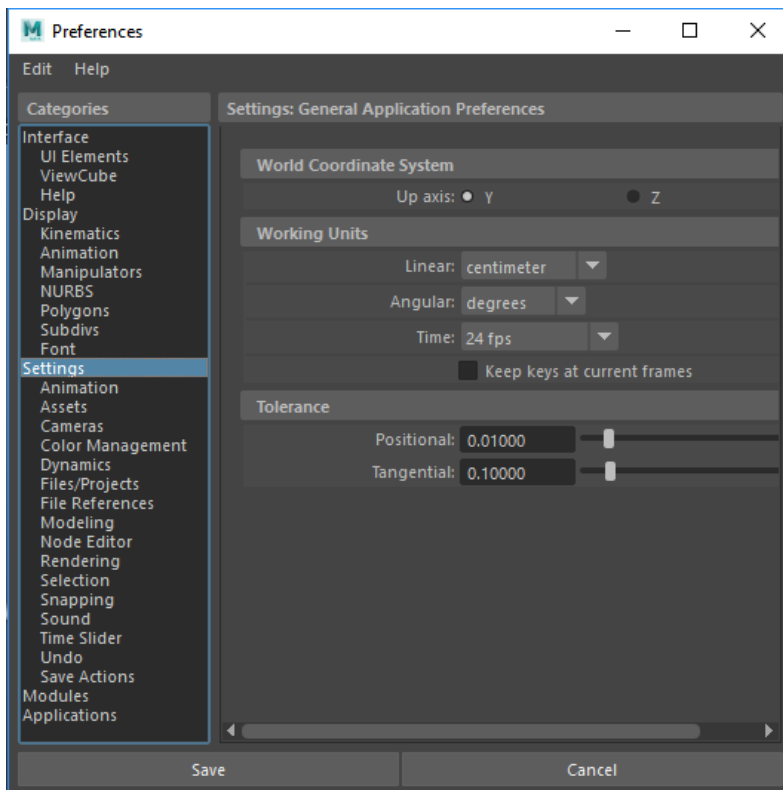 Preferences
Edit Help
Categories
Interface
UI Elements
ViewCube
Help
Display
Kinematics
Animation
Manipulators
NURBS
Polygons
Subdivs
Font
Settings
Animation
Assets
Cameras
Color Management
Dynamics
Files/Projects
File References
Modeling
Node Editor
Rendering
Selection
Snapping
Sound
Time Slider
Undo
Save Actions
Modules
Applications
Settings: General Application Preferences
World Coordinate System
Up axis: Y Z
Working Units
Linear: centimeter
Angular: degrees
Time: 24 fps
Keep keys at current frames
Tolerance
Positional: 0.01000
Tangential: 0.10000
Save Cancel